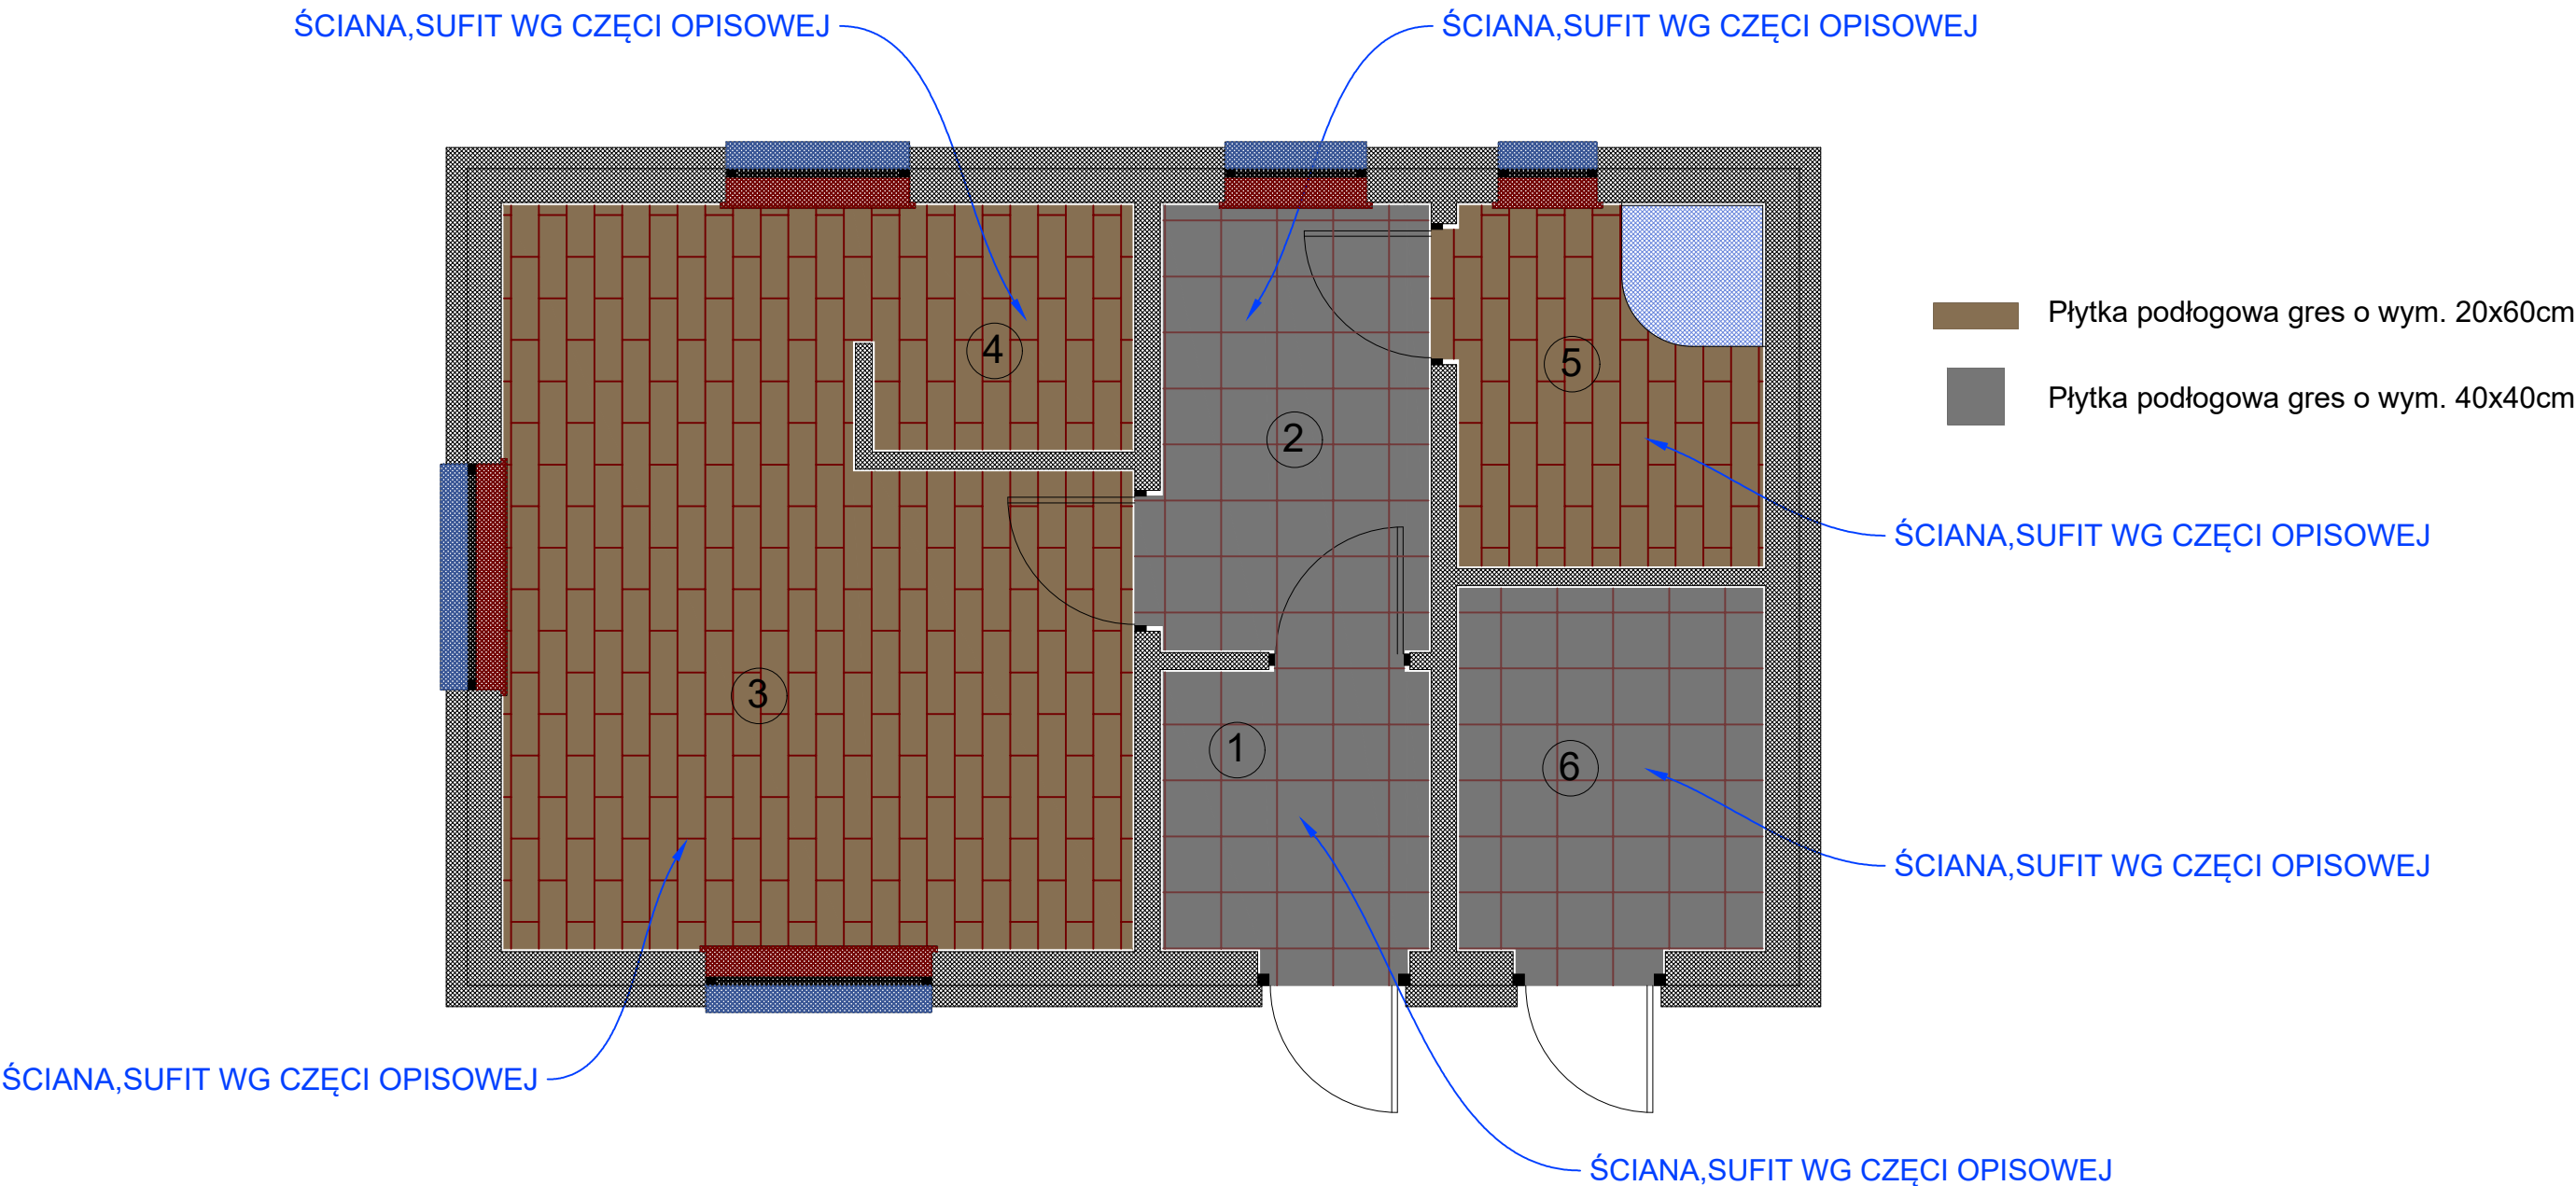 ŚCIANA,SUFIT WG CZĘCI OPISOWEJ
ŚCIANA,SUFIT WG CZĘCI OPISOWEJ
Płytka podłogowa gres o wym. 20x60cm
4
5
Płytka podłogowa gres o wym. 40x40cm
2
ŚCIANA,SUFIT WG CZĘCI OPISOWEJ
3
1
6
ŚCIANA,SUFIT WG CZĘCI OPISOWEJ
ŚCIANA,SUFIT WG CZĘCI OPISOWEJ
ŚCIANA,SUFIT WG CZĘCI OPISOWEJ